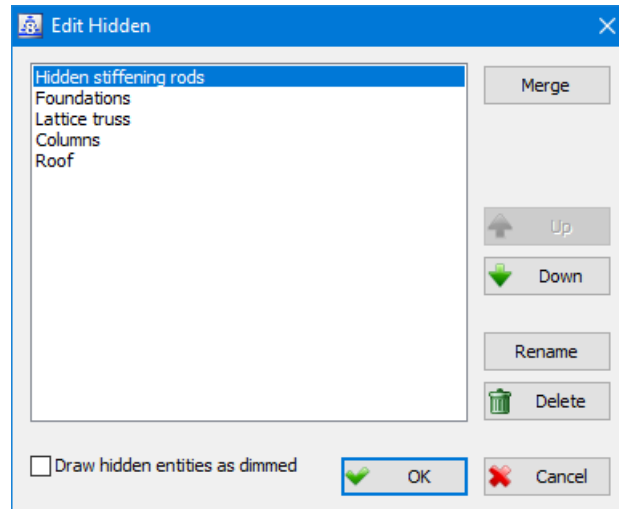 Edit Hidden
Hidden stiffening rods
Foundations
Lattice truss
Columns
Roof
Merge
Up
Down
Rename
Delete
Draw hidden entities as dimmed
OK
Cancel